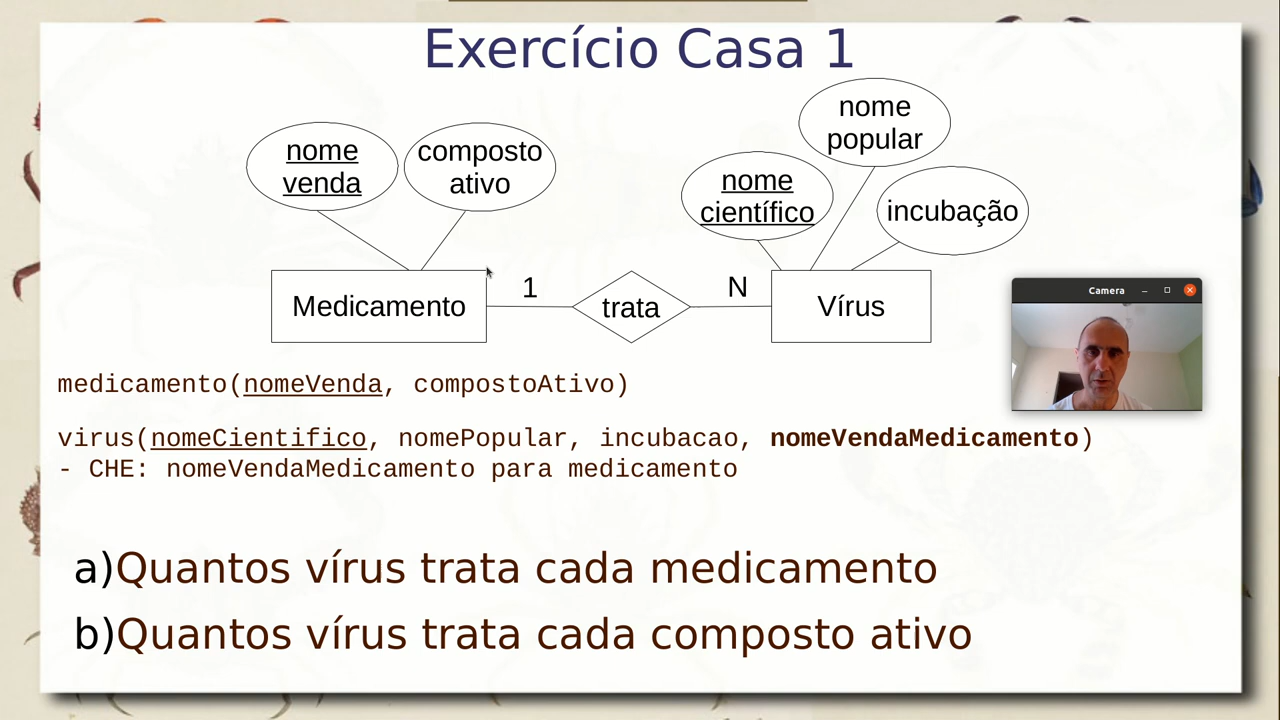 Exercício Casa 1
nome
popular
nome
venda
composto
ativo
nome
científico
incubação
Medicamento
1
trata
N
Vírus
Camera
medicamento(nomeVenda, compostoAtivo)
virus(nomeCientifico, nomePopular, incubacao, nomeVendaMedicamento)
- CHE: nomeVendaMedicamento para medicamento
a)Quantos vírus trata cada medicamento
b)Quantos vírus trata cada composto ativo